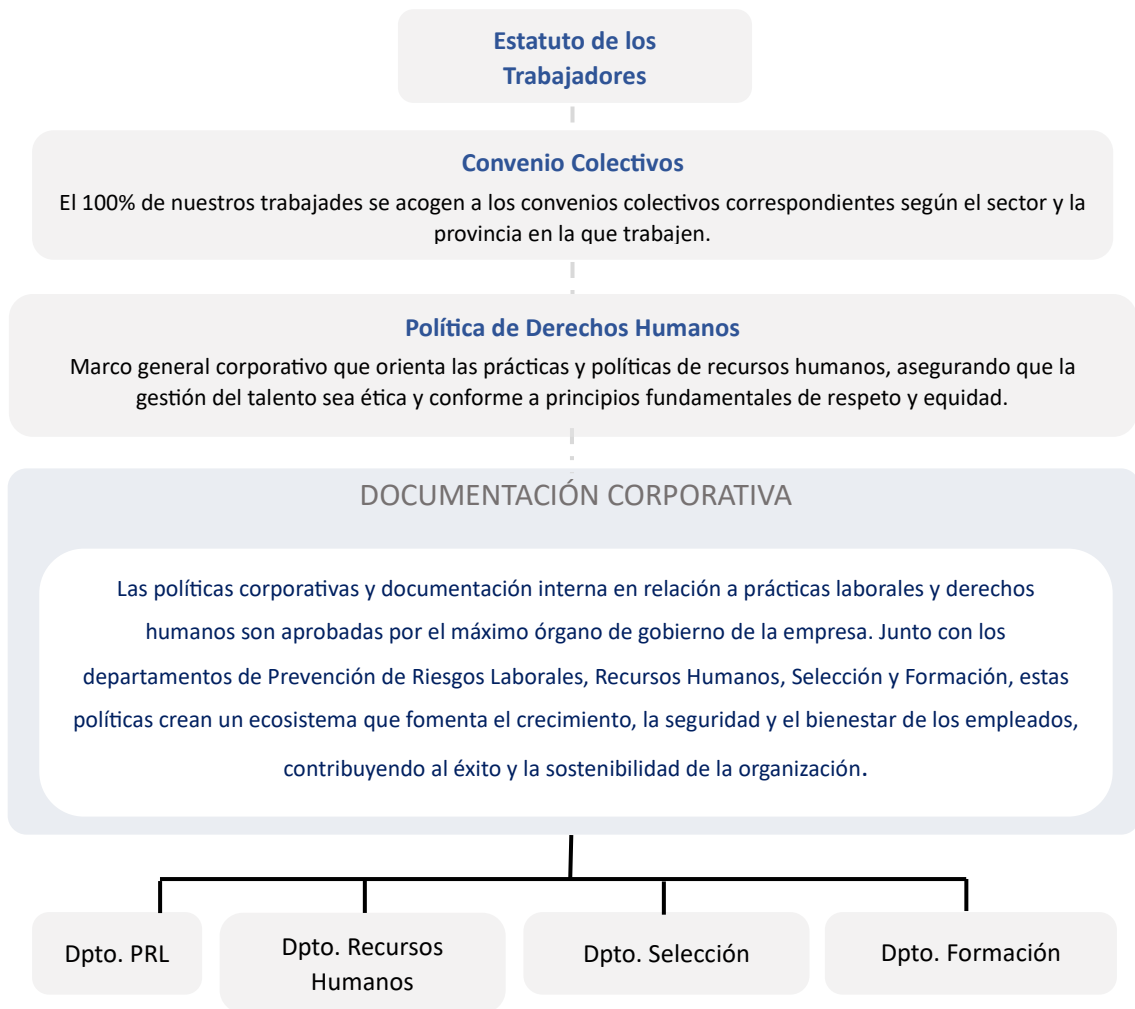 Estatuto de los
Trabajadores
Convenio Colectivos
El 100% de nuestros trabajades se acogen a los convenios colectivos correspondientes según el sector y la
provincia en la que trabajen.
Política de Derechos Humanos
Marco general corporativo que orienta las prácticas y políticas de recursos humanos, asegurando que la
gestión del talento sea ética y conforme a principios fundamentales de respeto y equidad.
DOCUMENTACIÓN CORPORATIVA
Las políticas corporativas y documentación interna en relación a prácticas laborales y derechos
humanos son aprobadas por el máximo órgano de gobierno de la empresa. Junto con los
departamentos de Prevención de Riesgos Laborales, Recursos Humanos, Selección y Formación, estas
políticas crean un ecosistema que fomenta el crecimiento, la seguridad y el bienestar de los empleados,
contribuyendo al éxito y la sostenibilidad de la organización.
Dpto. PRL
Dpto. Recursos
Humanos
Dpto. Selección
Dpto. Formación